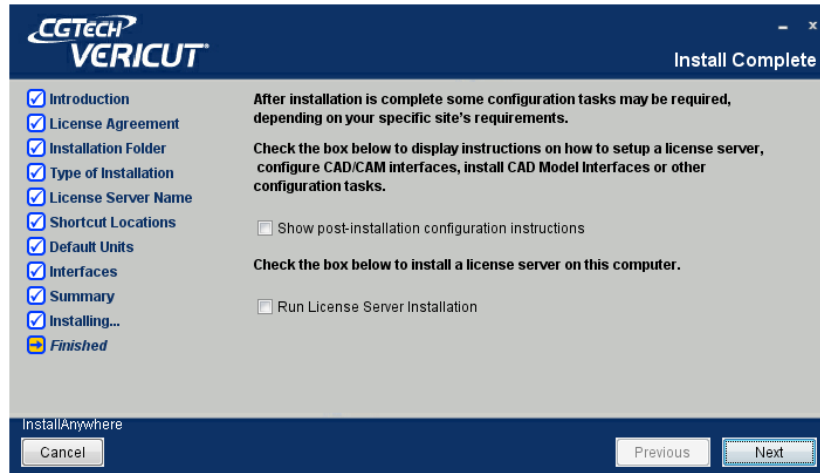 CGTECH
VERICUT
Install Complete
Introduction
License Agreement
Installation Folder
Type of Installation
License Server Name
Shortcut Locations
Default Units
Interfaces
Summary
Installing...
Finished
After installation is complete some configuration tasks may be required,
depending on your specific site's requirements.
Check the box below to display instructions on how to setup a license server,
configure CAD/CAM interfaces, install CAD Model Interfaces or other
configuration tasks.
Show post-installation configuration instructions
Check the box below to install a license server on this computer.
Run License Server Installation
InstallAnywhere
Cancel
Previous
Next